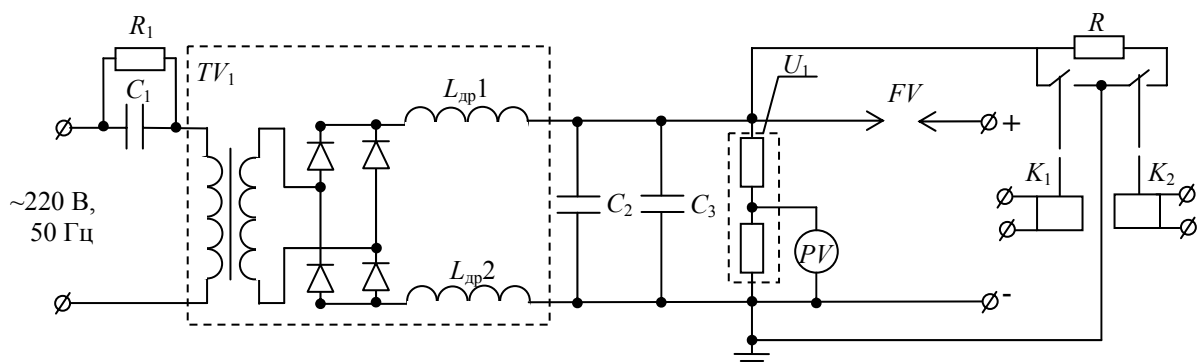 R₁
C₁
TV₁
Lдр1
U₁
FV
R
+
~220 В,
50 Гц
C₂
C₃
PV
K₁
K₂
Lдр2
-